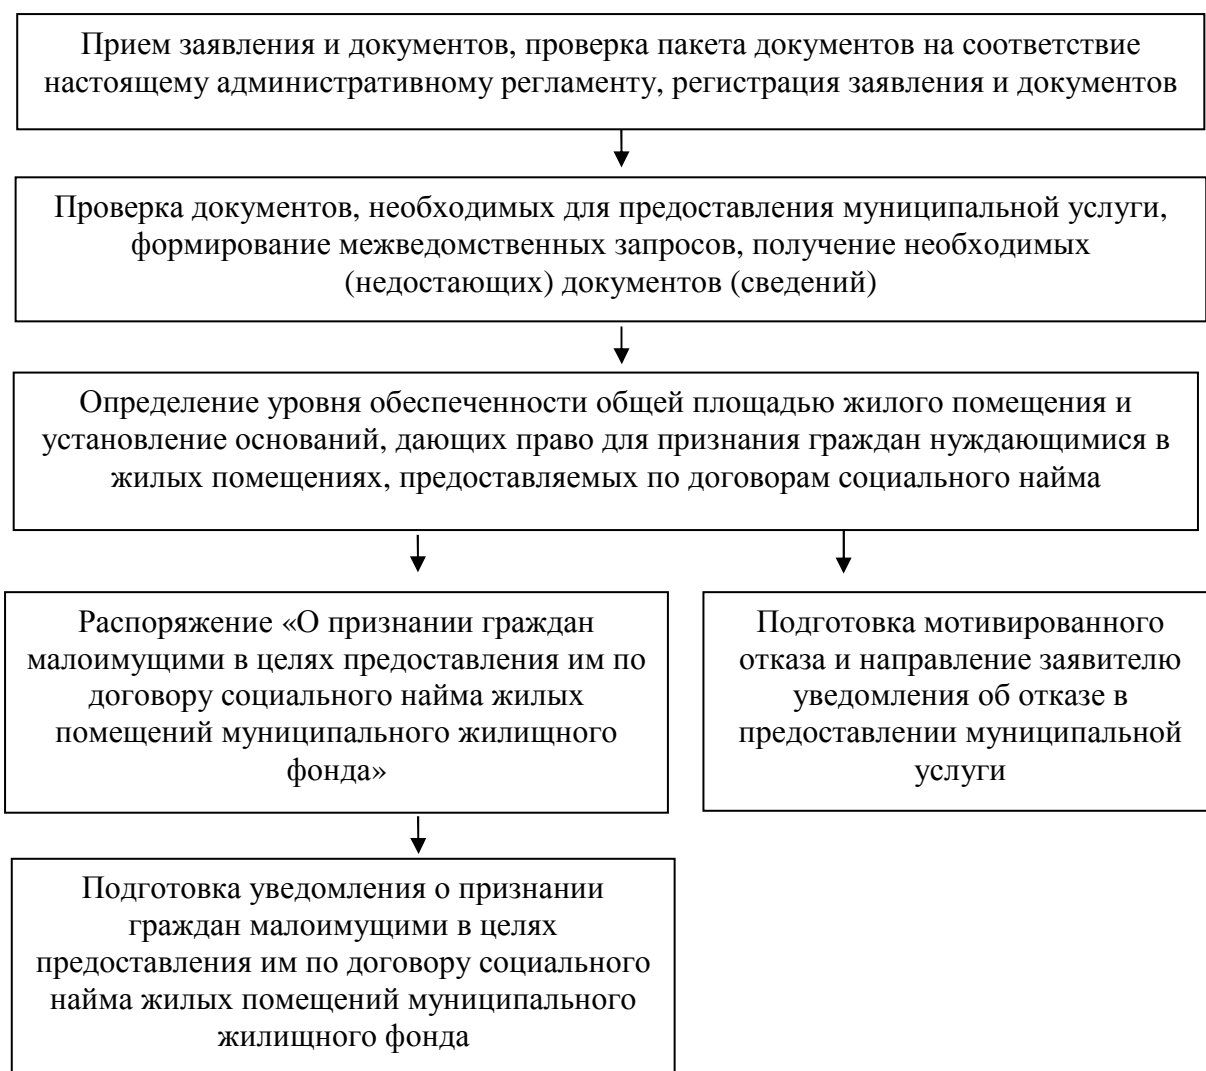 Прием заявления и документов, проверка пакета документов на соответствие
настоящему административному регламенту, регистрация заявления и документов
Проверка документов, необходимых для предоставления муниципальной услуги,
формирование межведомственных запросов, получение необходимых
(недостающих) документов (сведений)
Определение уровня обеспеченности общей площадью жилого помещения и
установление оснований, дающих право для признания граждан нуждающимися в
жилых помещениях, предоставляемых по договорам социального найма
Распоряжение «О признании граждан
малоимущими в целях предоставления им по
договору социального найма жилых
помещений муниципального жилищного
фонда»
Подготовка мотивированного
отказа и направление заявителю
уведомления об отказе в
предоставлении муниципальной
услуги
Подготовка уведомления о признании
граждан малоимущими в целях
предоставления им по договору социального
найма жилых помещений муниципального
жилищного фонда